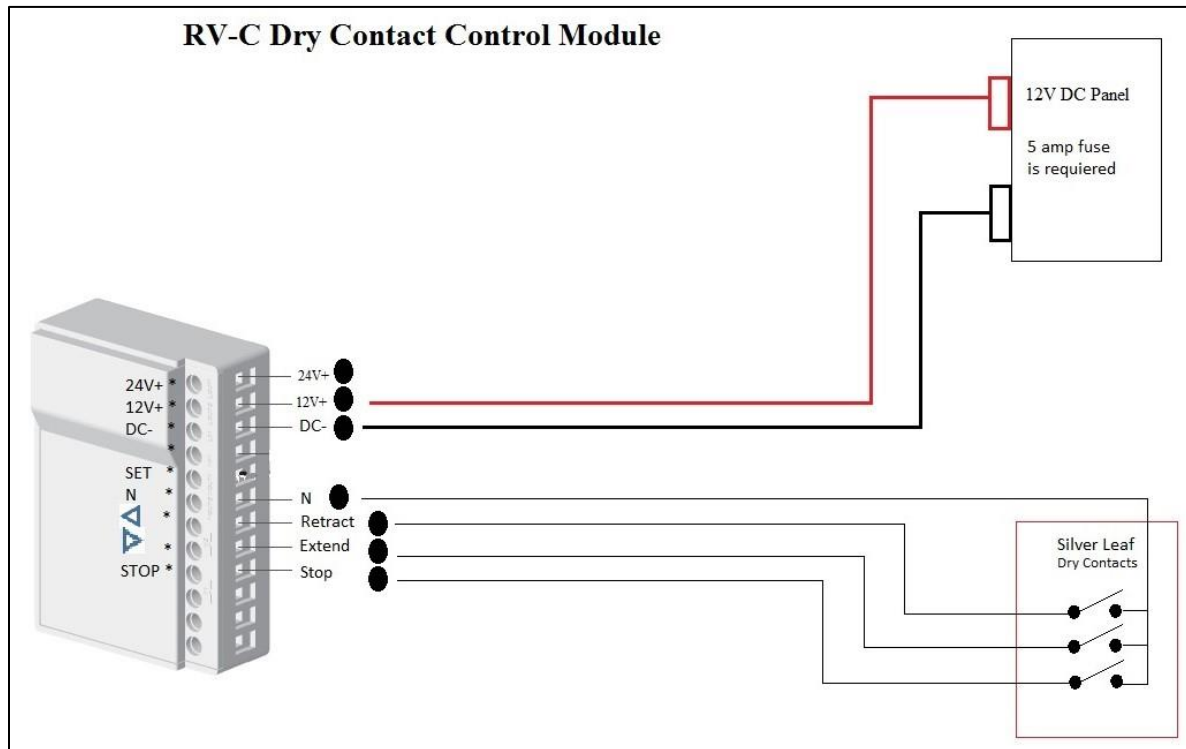 RV-C Dry Contact Control Module
12V DC Panel
5 amp fuse
is requiered
24V+ *
12V+ *
DC- *
*
SET *
N *
*
*
STOP *
24V+
12V+
DC-
N
Retract
Extend
Stop
Silver Leaf
Dry Contacts